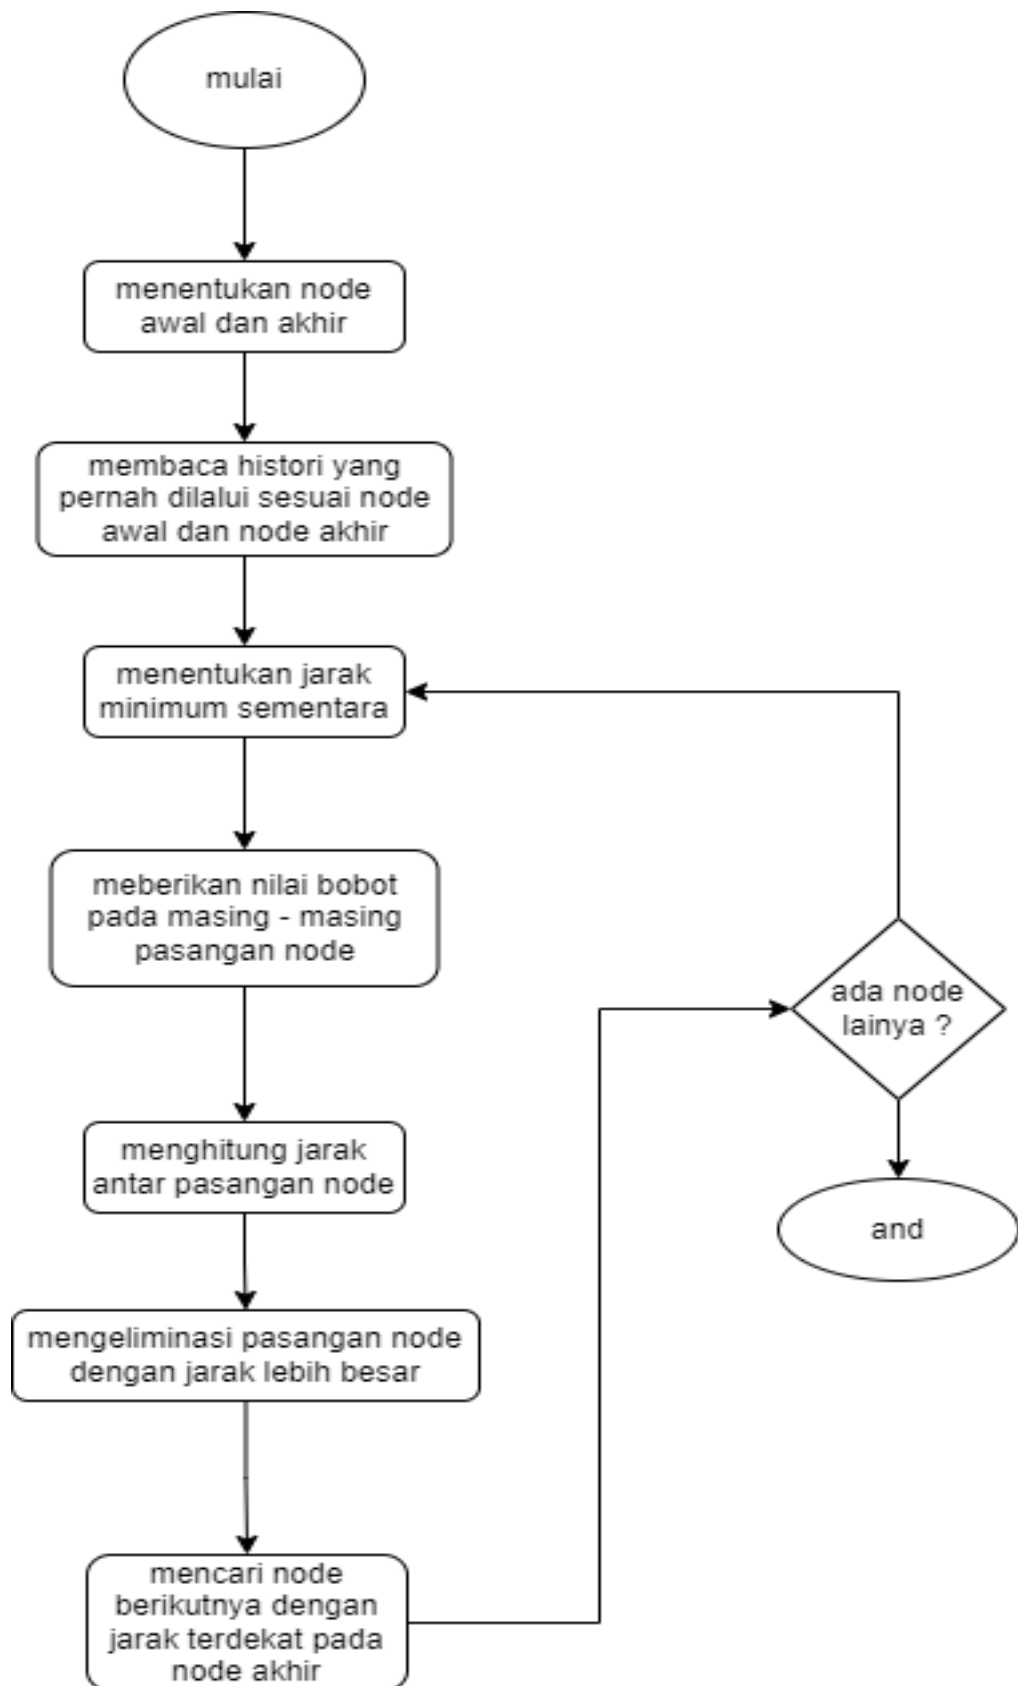 mulai
menentukan node
awal dan akhir
membaca histori yang
pernah dilalui sesuai node
awal dan node akhir
menentukan jarak
minimum sementara
meberikan nilai bobot
pada masing - masing
pasangan node
menghitung jarak
antar pasangan node
mengeliminasi pasangan node
dengan jarak lebih besar
mencari node
berikutnya dengan
jarak terdekat pada
node akhir
ada node
lainya ?
and